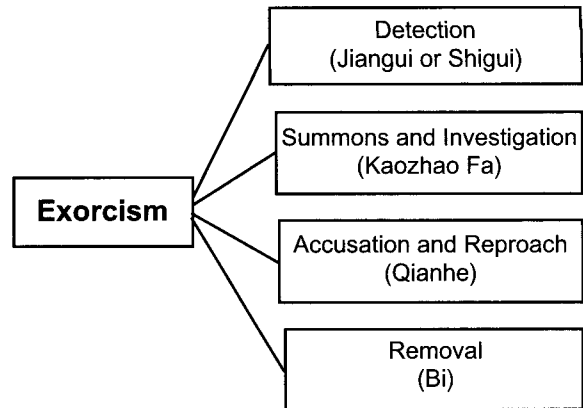 Exorcism
Detection
(Jiangui or Shigui)
Summons and Investigation
(Kaozhao Fa)
Accusation and Reproach
(Qianhe)
Removal
(Bi)